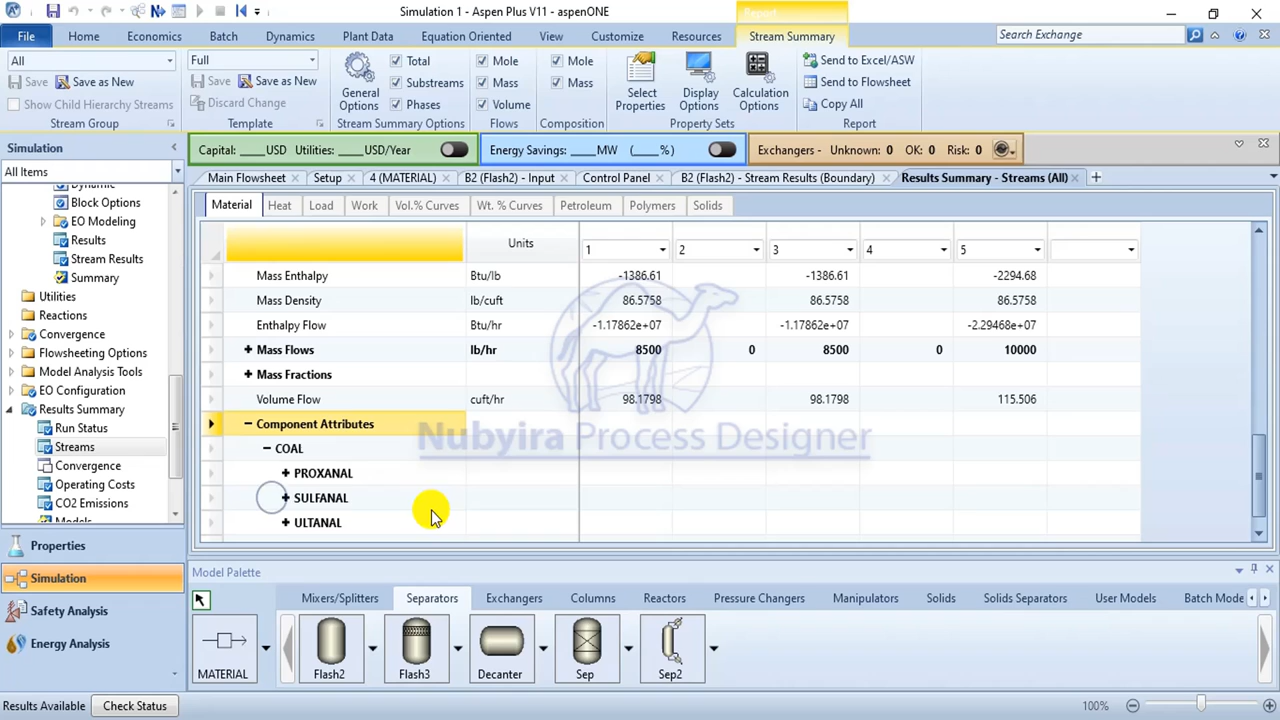 Simulation 1 - Aspen Plus V11 - aspenONE
Report
File Home Economics Batch Dynamics Plant Data Equation Oriented View Customize Resources Stream Summary Search Exchange
All Full
Save Save as New Save Save as New
Show Child Hierarchy Streams Discard Change
Stream Group Template
General Options
Total
Substreams
Phases
Stream Summary Options
Mole
Mass
Volume
Flows
Mole
Mass
Composition
Select Properties
Display Options
Calculation Options
Property Sets
Send to Excel/ASW
Send to Flowsheet
Copy All
Report
Capital: ____USD Utilities: ____USD/Year
Energy Savings: ____MW (____%)
Exchangers - Unknown: 0 OK: 0 Risk: 0
Simulation
All Items
Dynamic
Block Options
EO Modeling
Results
Stream Results
Summary
Utilities
Reactions
Convergence
Flowsheeting Options
Model Analysis Tools
EO Configuration
Results Summary
Run Status
Streams
Convergence
Operating Costs
CO2 Emissions
Models
Properties
Simulation
Safety Analysis
Energy Analysis
Main Flowsheet Setup 4 (MATERIAL) B2 (Flash2) - Input Control Panel B2 (Flash2) - Stream Results (Boundary) Results Summary - Streams (All)
Material Heat Load Work Vol.% Curves Wt. % Curves Petroleum Polymers Solids
Units 1 2 3 4 5
Mass Enthalpy Btu/lb -1386.61 -1386.61 -2294.68
Mass Density lb/cuft 86.5758 86.5758 86.5758
Enthalpy Flow Btu/hr -1.17862e+07 -1.17862e+07 -2.29468e+07
+ Mass Flows lb/hr 8500 0 8500 0 10000
+ Mass Fractions
Volume Flow cuft/hr 98.1798 98.1798 115.506
- Component Attributes
- COAL
+ PROXANAL
+ SULFANAL
+ ULTANAL
Nubyira Process Designer
Model Palette
Mixers/Splitters Separators Exchangers Columns Reactors Pressure Changers Manipulators Solids Solids Separators User Models Batch Mode
MATERIAL Flash2 Flash3 Decanter Sep Sep2
Results Available Check Status 100%